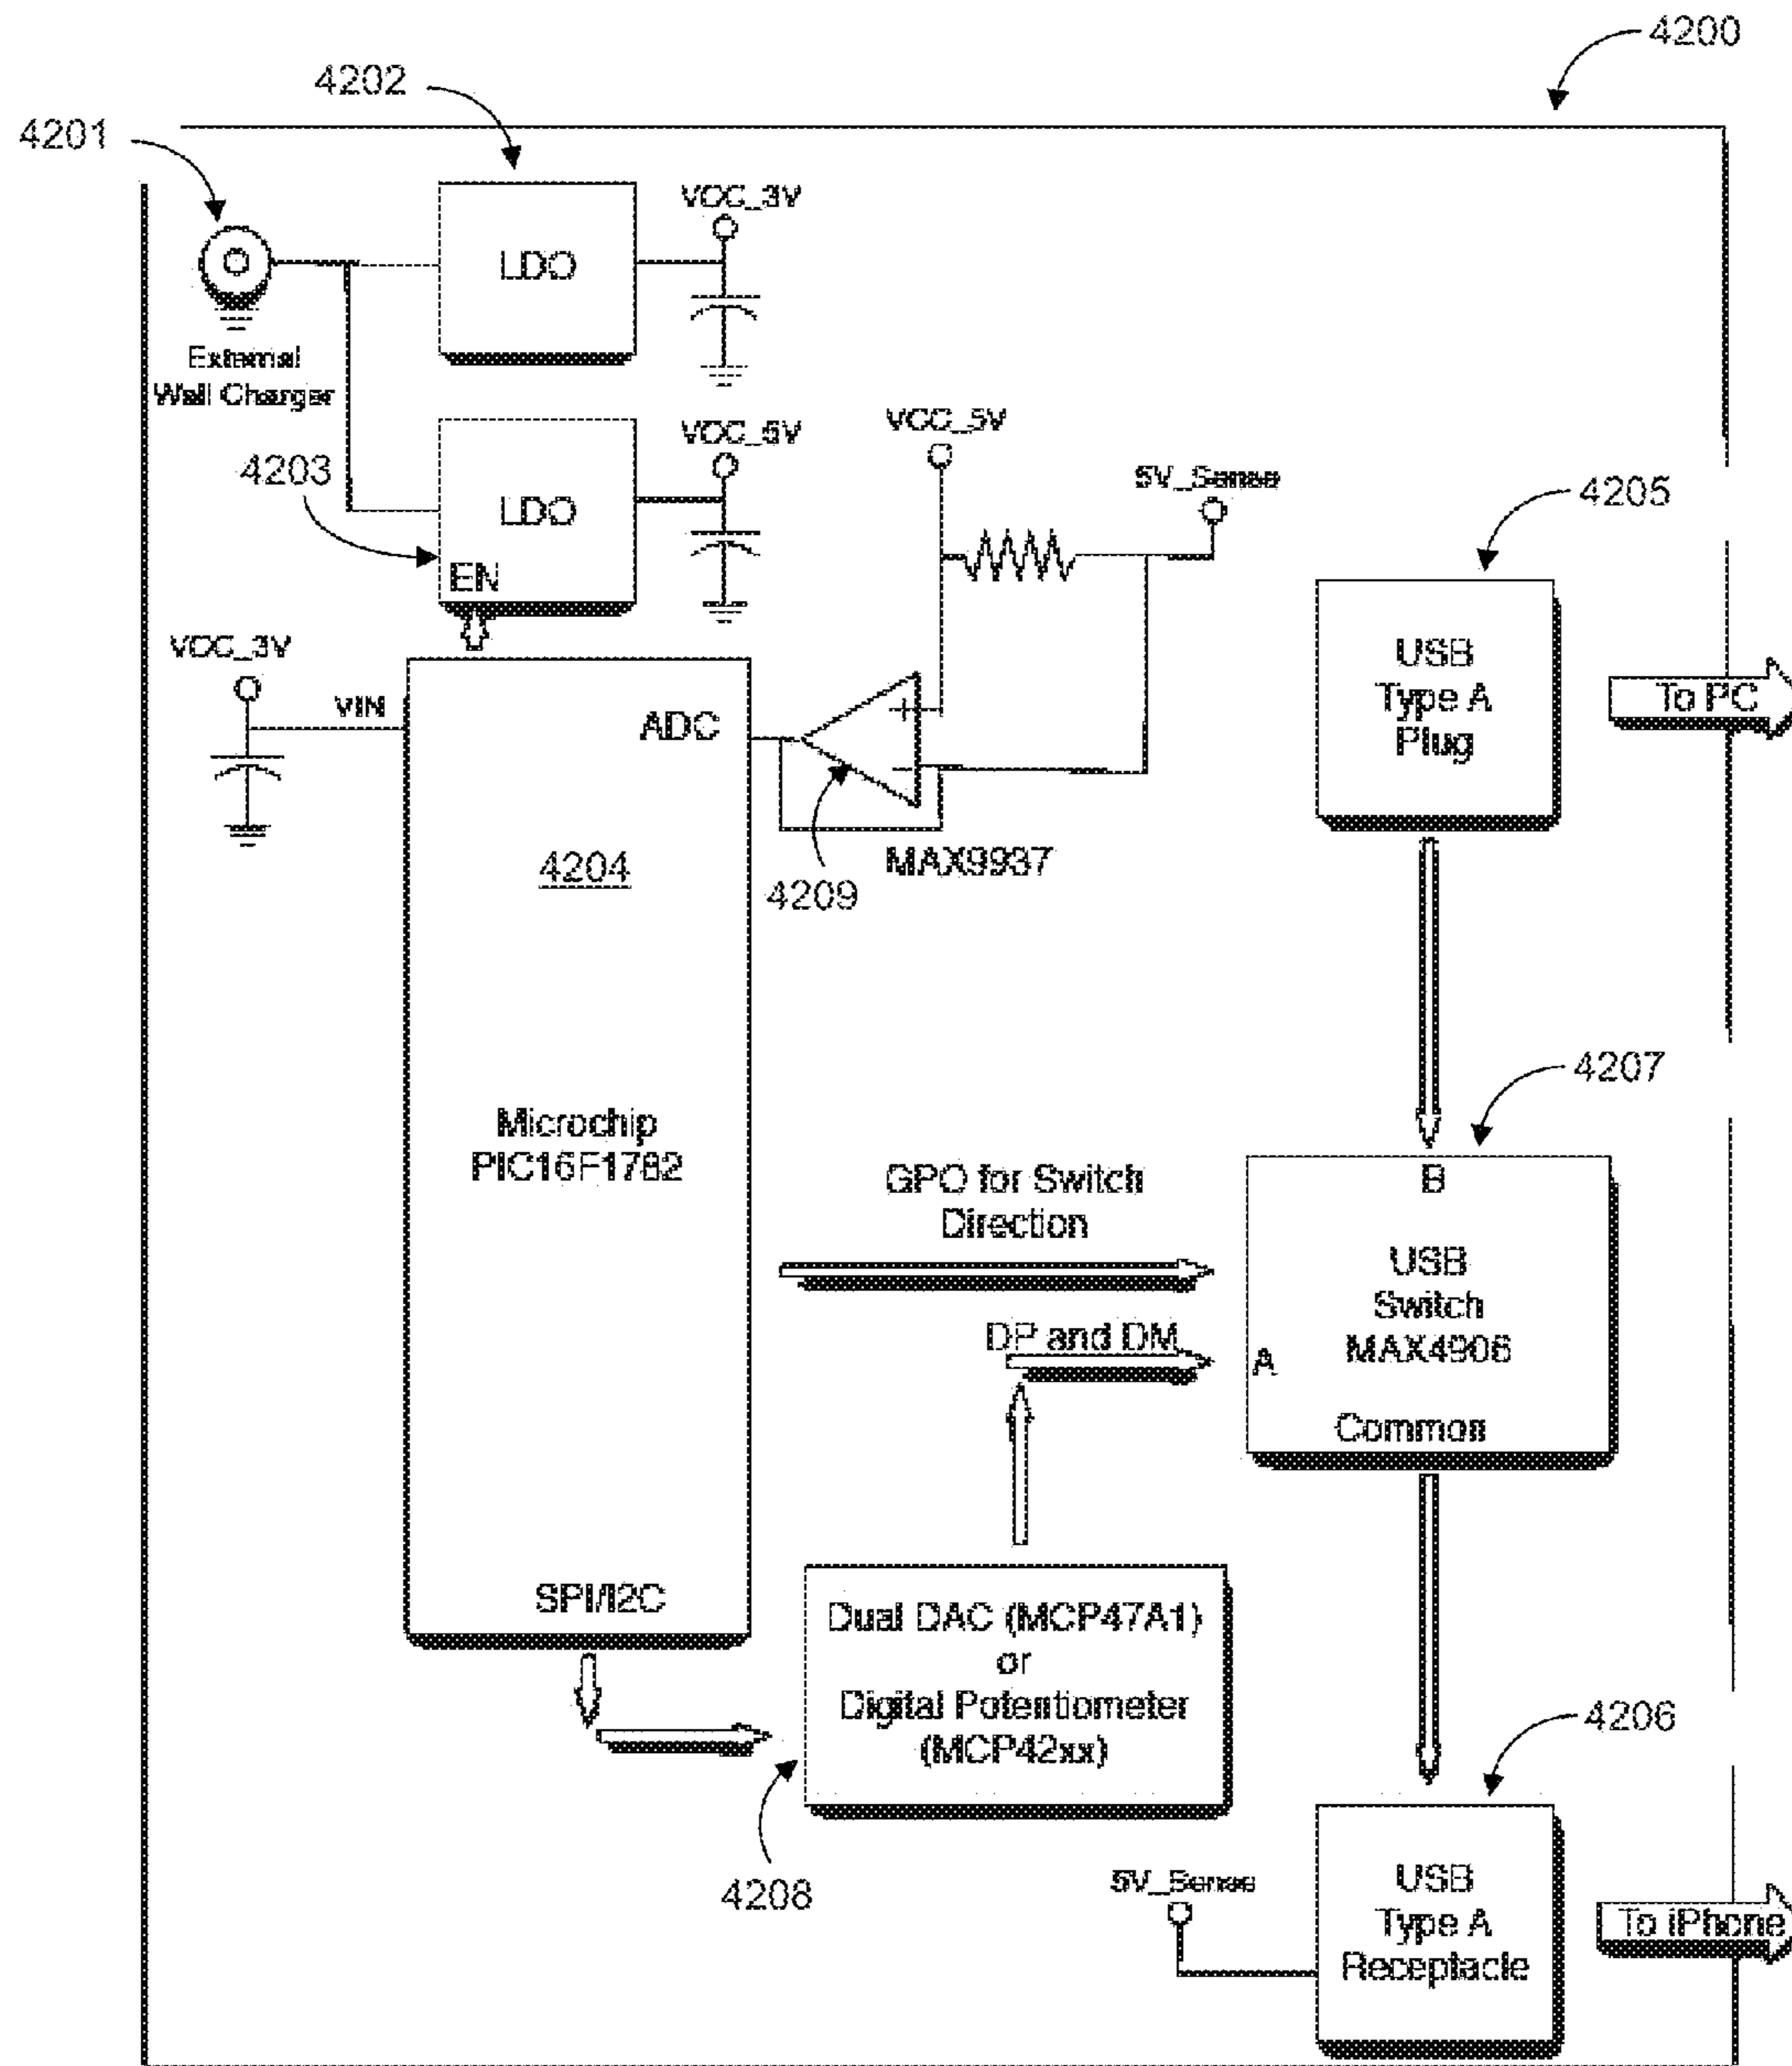 4200
4202
4201
VCC_3V
LDO
External
Wall Charger
VCC_5V
VCC_5V
4203
LDO
5V_Sense
4205
EN
VCC_3V
USB
Type A
Plug
To PC
VIN
ADC
4204
MAX9937
4209
4207
Microchip
PIC16F1782
GPO for Switch
Direction
B
USB
Switch
MAX4906
DP and DM
A
Common
SPI/I2C
Dual DAC (MCP47A1)
or
Digital Potentiometer
(MCP42xx)
4206
4208
5V_Sense
USB
Type A
Receptacle
To iPhone